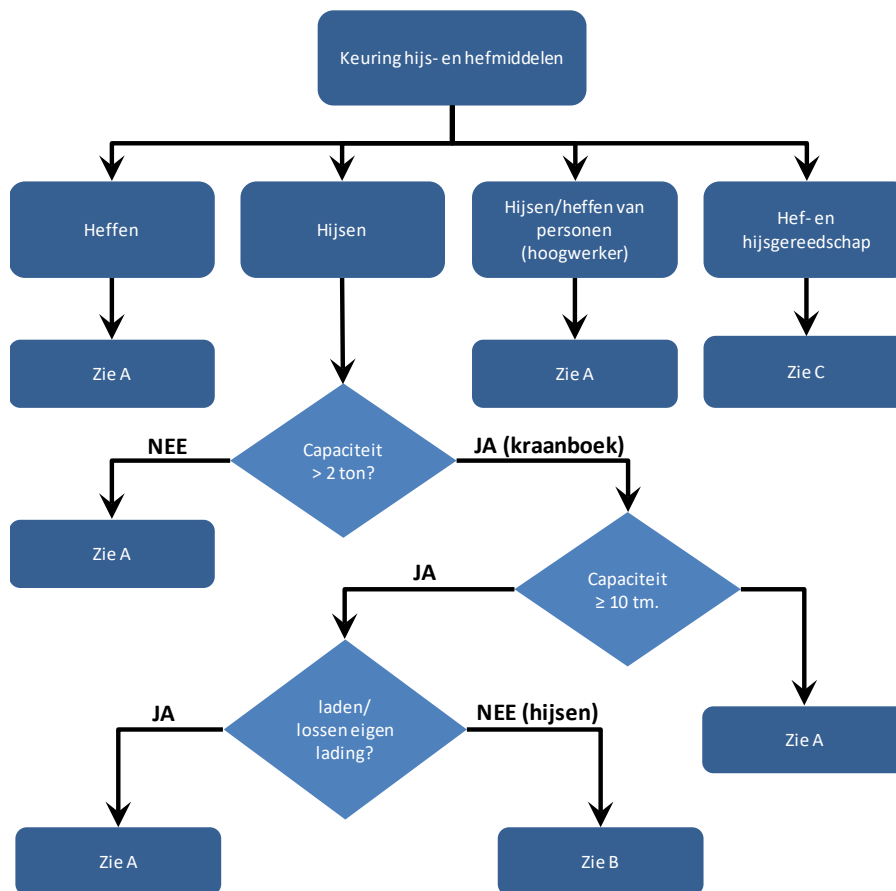 Keuring hijs- en hefmiddelen
Heffen
Hijsen
Hijsen/heffen van
personen
(hoogwerker)
Hef- en
hijsgereedschap
Zie A
Zie A
Zie C
NEE
Capaciteit
> 2 ton?
JA (kraanboek)
Zie A
JA
Capaciteit
≥ 10 tm.
JA
laden/
lossen eigen
lading?
NEE (hijsen)
Zie A
Zie A
Zie B